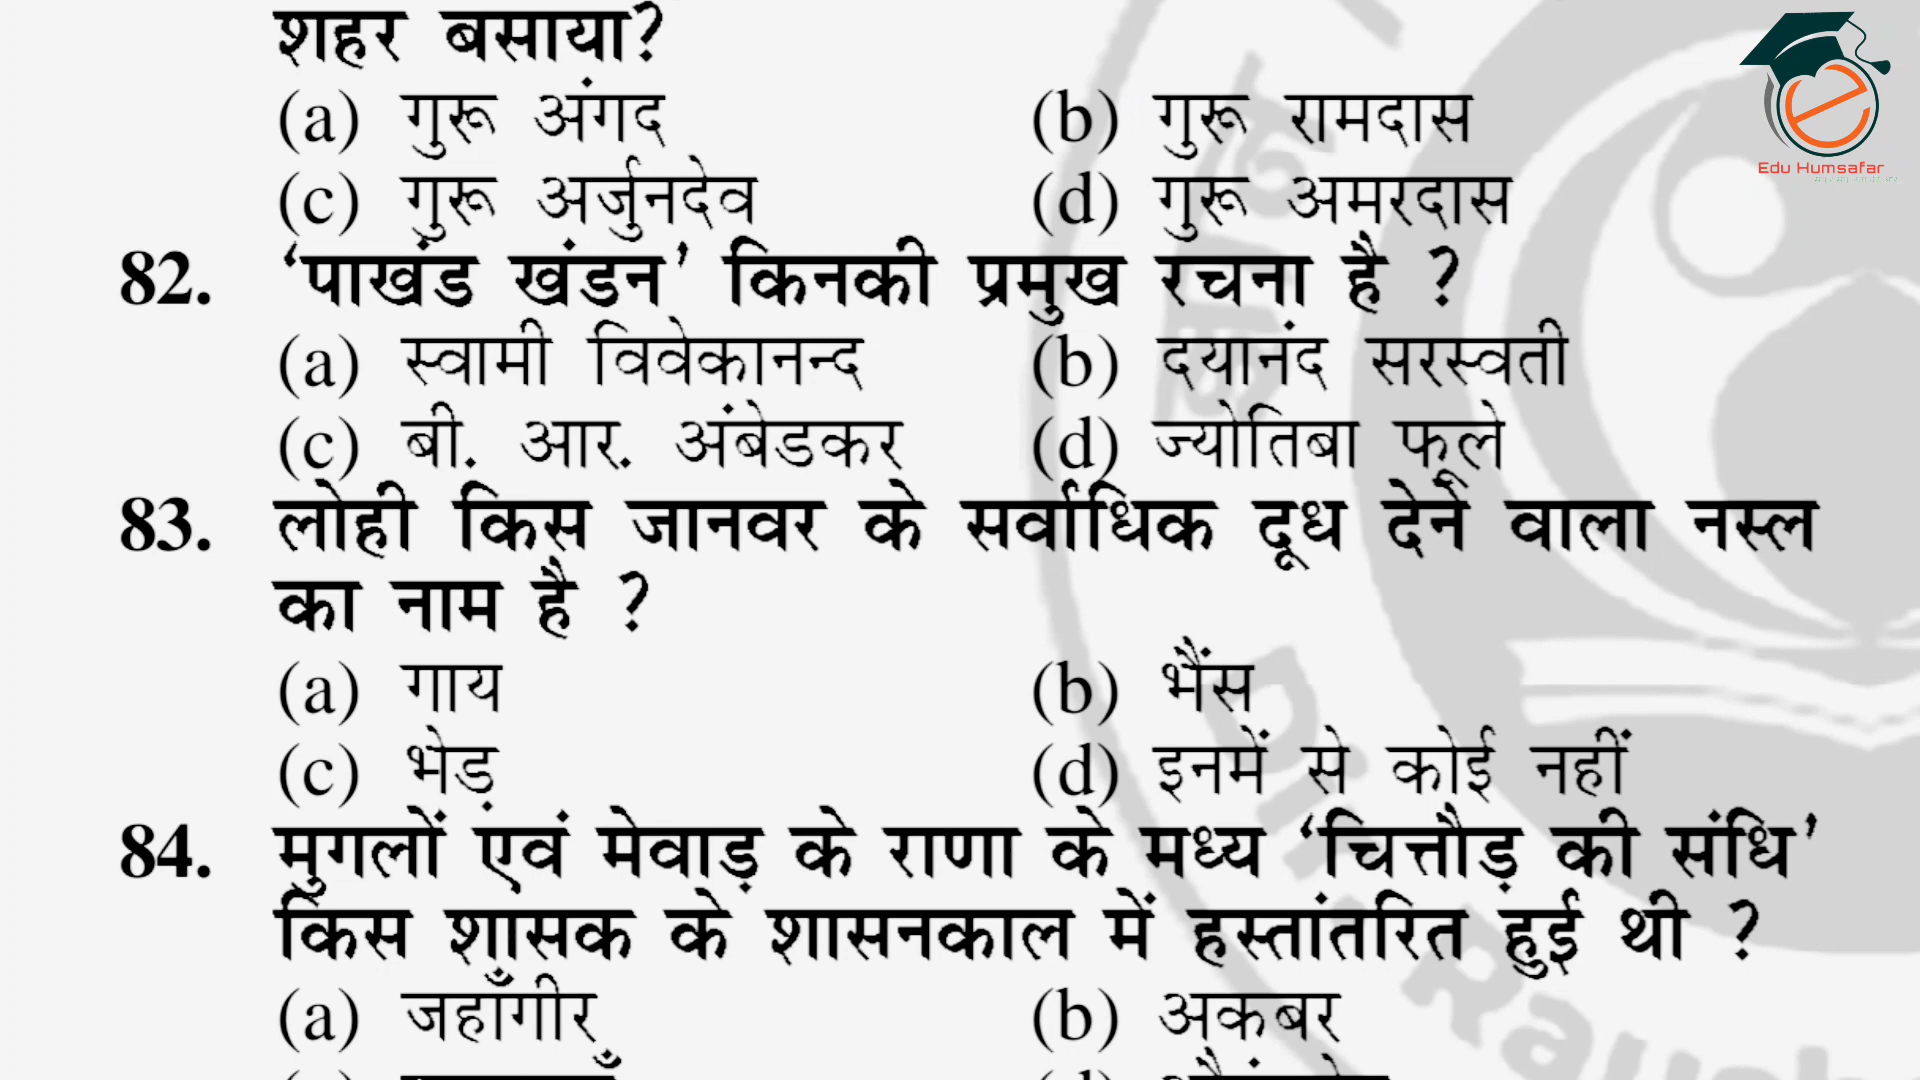 शहर बसाया?
(a) गुरू अंगद (b) गुरू रामदास
(c) गुरू अर्जुनदेव (d) गुरू अमरदास
82. ‘पाखंड खंडन’ किनकी प्रमुख रचना है ?
(a) स्वामी विवेकानन्द (b) दयानंद सरस्वती
(c) बी. आर. अंबेडकर (d) ज्योतिबा फूले
83. लोही किस जानवर के सर्वाधिक दूध देने वाला नस्ल
का नाम है ?
(a) गाय (b) भैंस
(c) भेड़ (d) इनमें से कोई नहीं
84. मुगलों एवं मेवाड़ के राणा के मध्य ‘चित्तौड़ की संधि’
किस शासक के शासनकाल में हस्तांतरित हुई थी ?
(a) जहाँगीर (b) अकबर
Edu Humsafar